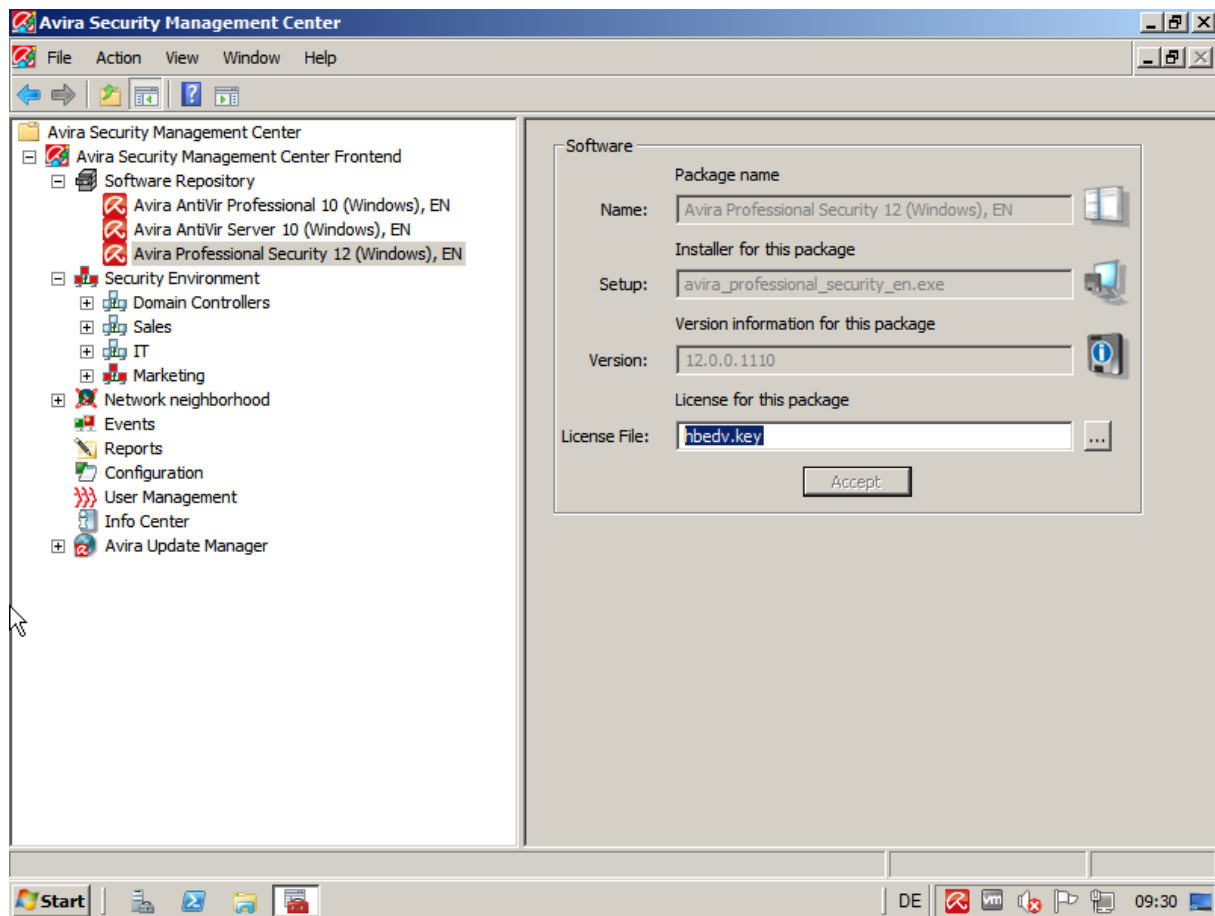 Avira Security Management Center
File Action View Window Help
Avira Security Management Center
Avira Security Management Center Frontend
Software Repository
Avira AntiVir Professional 10 (Windows), EN
Avira AntiVir Server 10 (Windows), EN
Avira Professional Security 12 (Windows), EN
Security Environment
Domain Controllers
Sales
IT
Marketing
Network neighborhood
Events
Reports
Configuration
User Management
Info Center
Avira Update Manager
Software
Package name
Name: Avira Professional Security 12 (Windows), EN
Installer for this package
Setup: avira_professional_security_en.exe
Version information for this package
Version: 12.0.0.1110
License for this package
License File: hbedv.key ...
Accept
Start DE vm 09:30